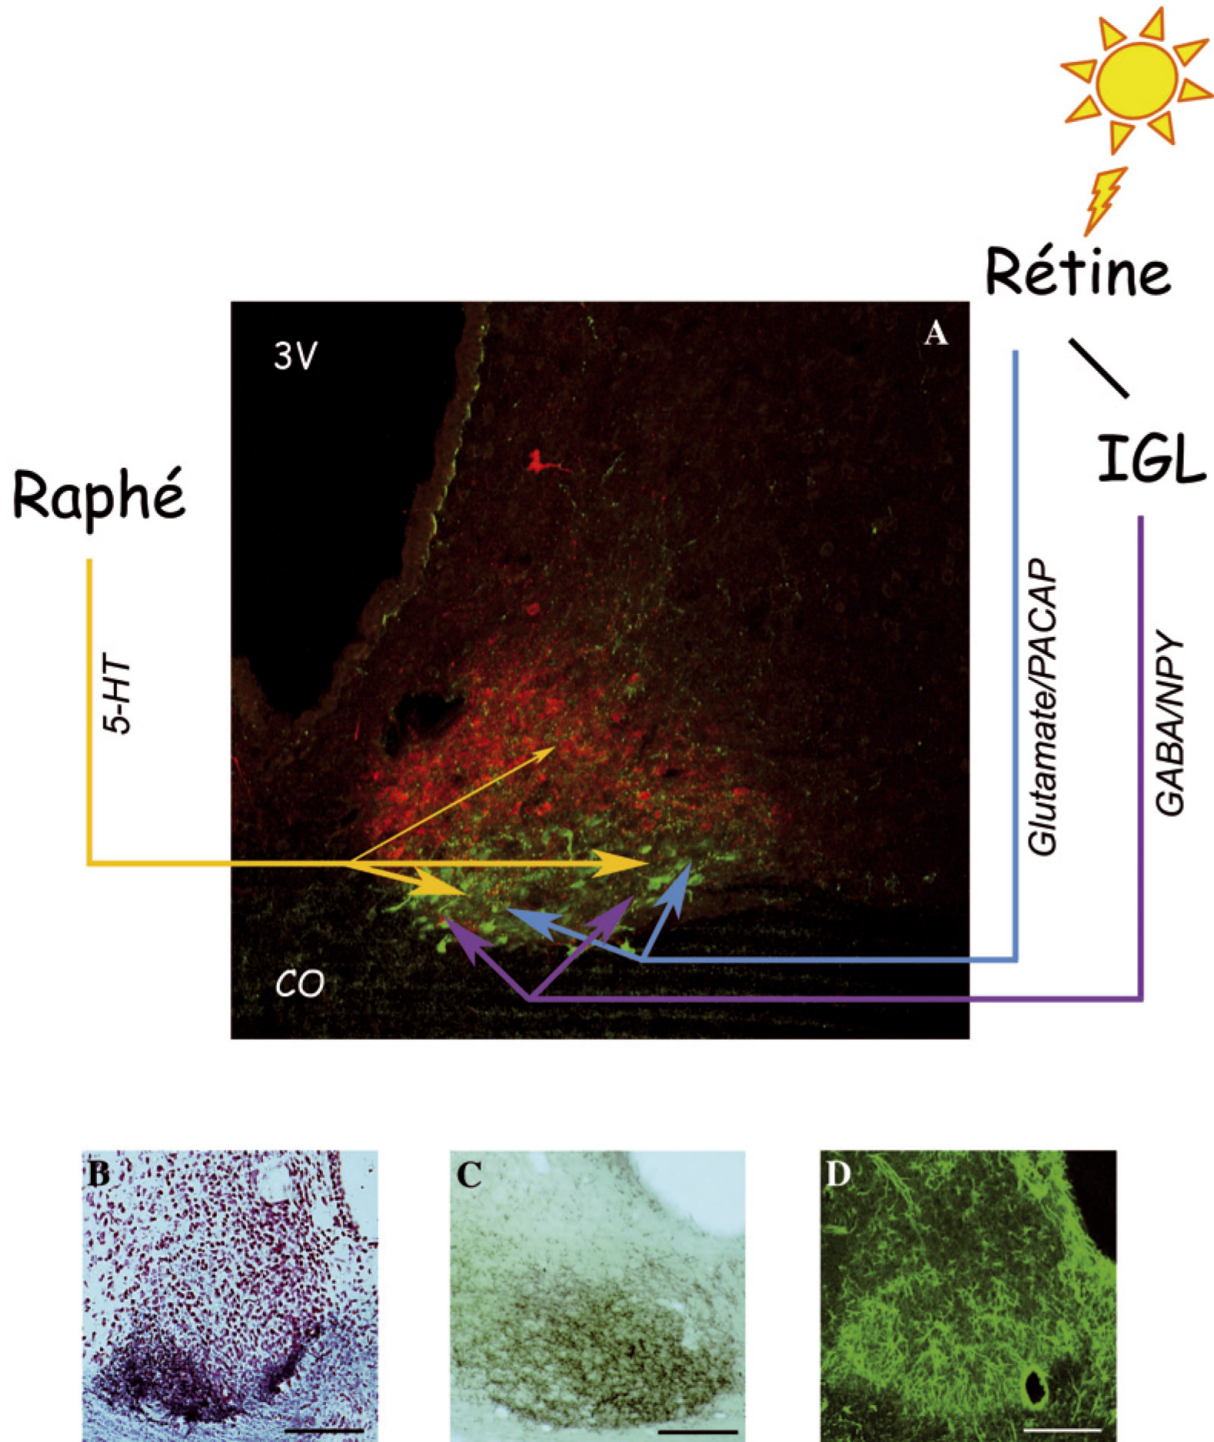 Rétine
A
3V
IGL
Raphé
5-HT
Glutamate/PACAP
GABA/NPY
CO
B
C
D